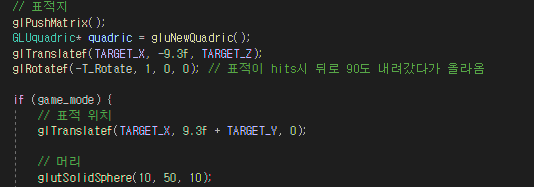 // 표적지
glPushMatrix();
GLUquadric* quadric = gluNewQuadric();
glTranslatef(TARGET_X, -9.3f, TARGET_Z);
glRotatef(-T_Rotate, 1, 0, 0); // 표적이 hits시 뒤로 90도 내려갔다가 올라옴
if (game_mode) {
// 표적 위치
glTranslatef(TARGET_X, 9.3f + TARGET_Y, 0);
// 머리
glutSolidSphere(10, 50, 10);